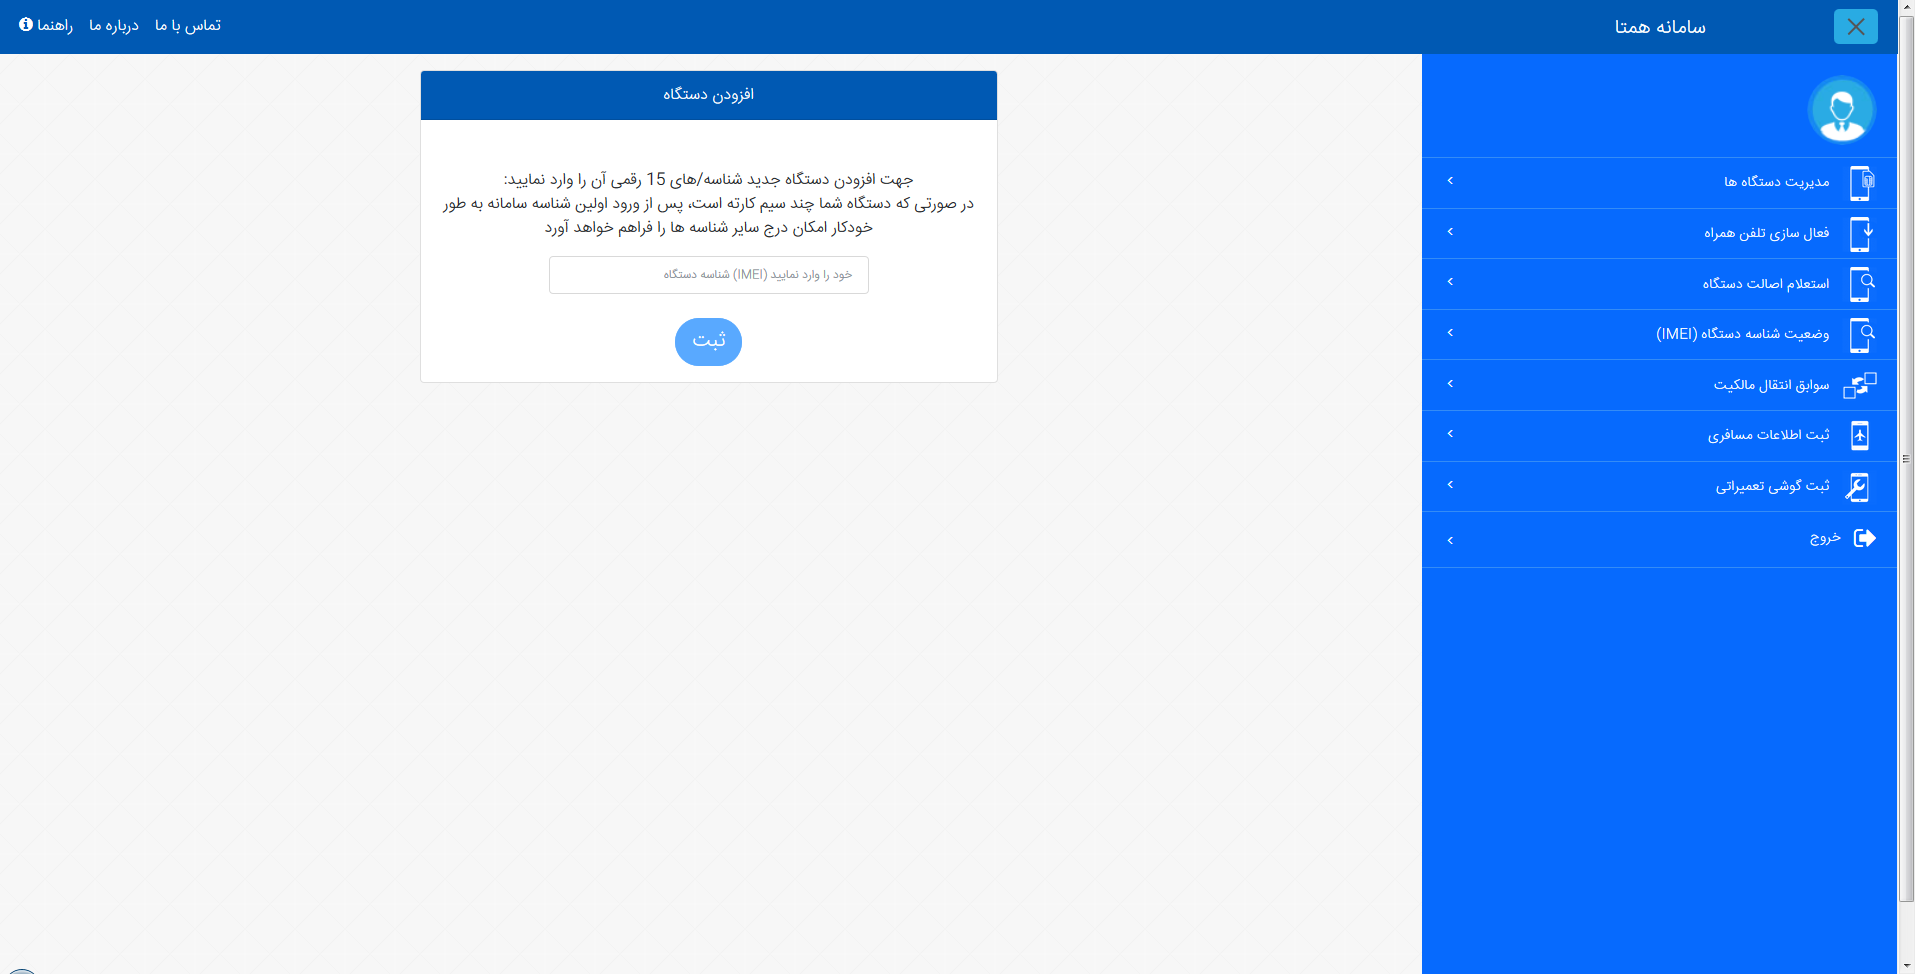 سامانه همتا
تماس با ما
درباره ما
راهنما
مدیریت دستگاه ها
فعال سازی تلفن همراه
استعلام اصالت دستگاه
وضعیت شناسه دستگاه (IMEI)
سوابق انتقال مالکیت
ثبت اطلاعات مسافری
ثبت گوشی تعمیراتی
خروج
افزودن دستگاه
جهت افزودن دستگاه جدید شناسه/های 15 رقمی آن را وارد نمایید:
در صورتی که دستگاه شما چند سیم کارته است، پس از ورود اولین شناسه سامانه به طور
خودکار امکان درج سایر شناسه ها را فراهم خواهد آورد
خود را وارد نمایید (IMEI) شناسه دستگاه
ثبت